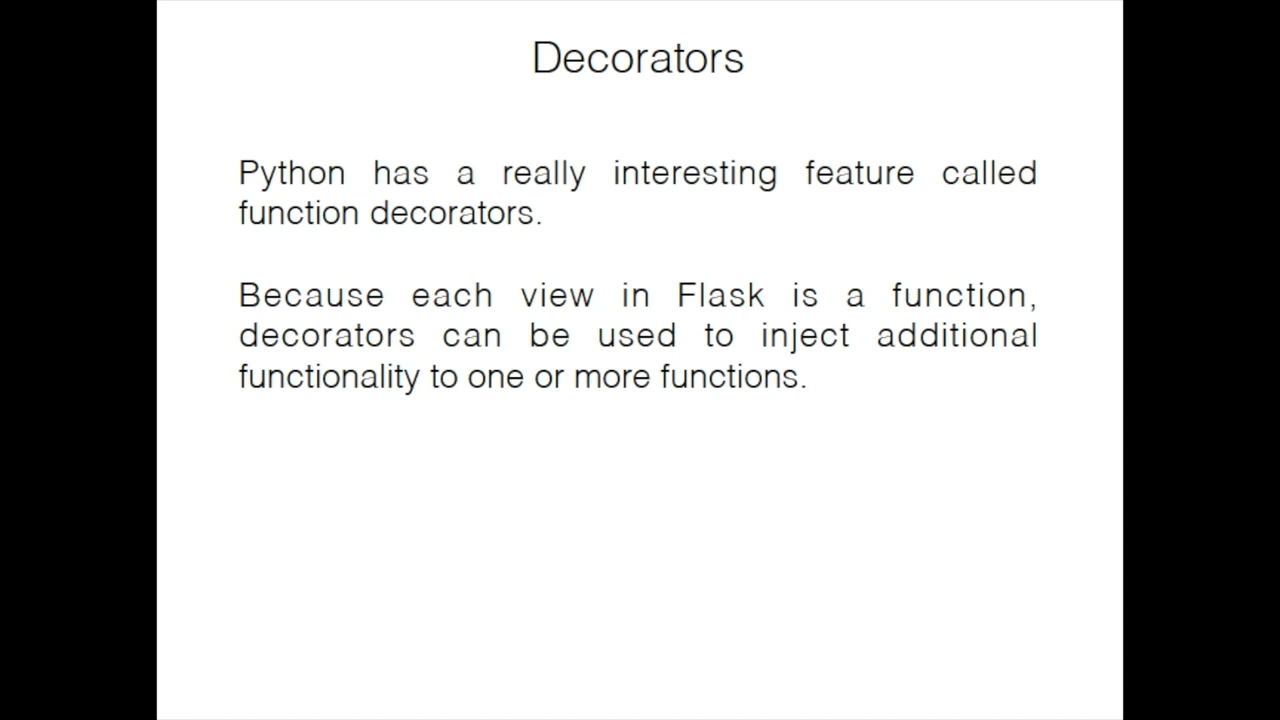 Decorators
Python has a really interesting feature called
function decorators.
Because each view in Flask is a function,
decorators can be used to inject additional
functionality to one or more functions.